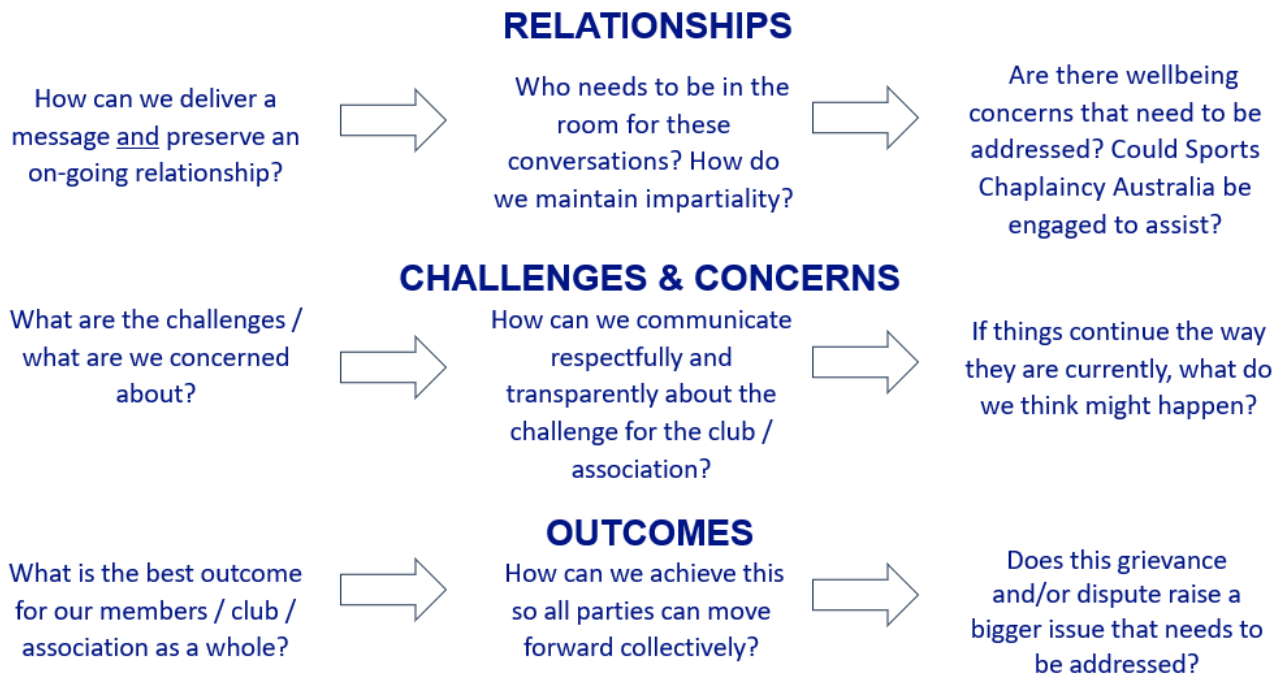 RELATIONSHIPS
How can we deliver a
message and preserve an
on-going relationship?
Who needs to be in the
room for these
conversations? How do
we maintain impartiality?
Are there wellbeing
concerns that need to be
addressed? Could Sports
Chaplaincy Australia be
engaged to assist?
CHALLENGES & CONCERNS
What are the challenges /
what are we concerned
about?
How can we communicate
respectfully and
transparently about the
challenge for the club /
association?
If things continue the way
they are currently, what do
we think might happen?
OUTCOMES
What is the best outcome
for our members / club /
association as a whole?
How can we achieve this
so all parties can move
forward collectively?
Does this grievance
and/or dispute raise a
bigger issue that needs to
be addressed?